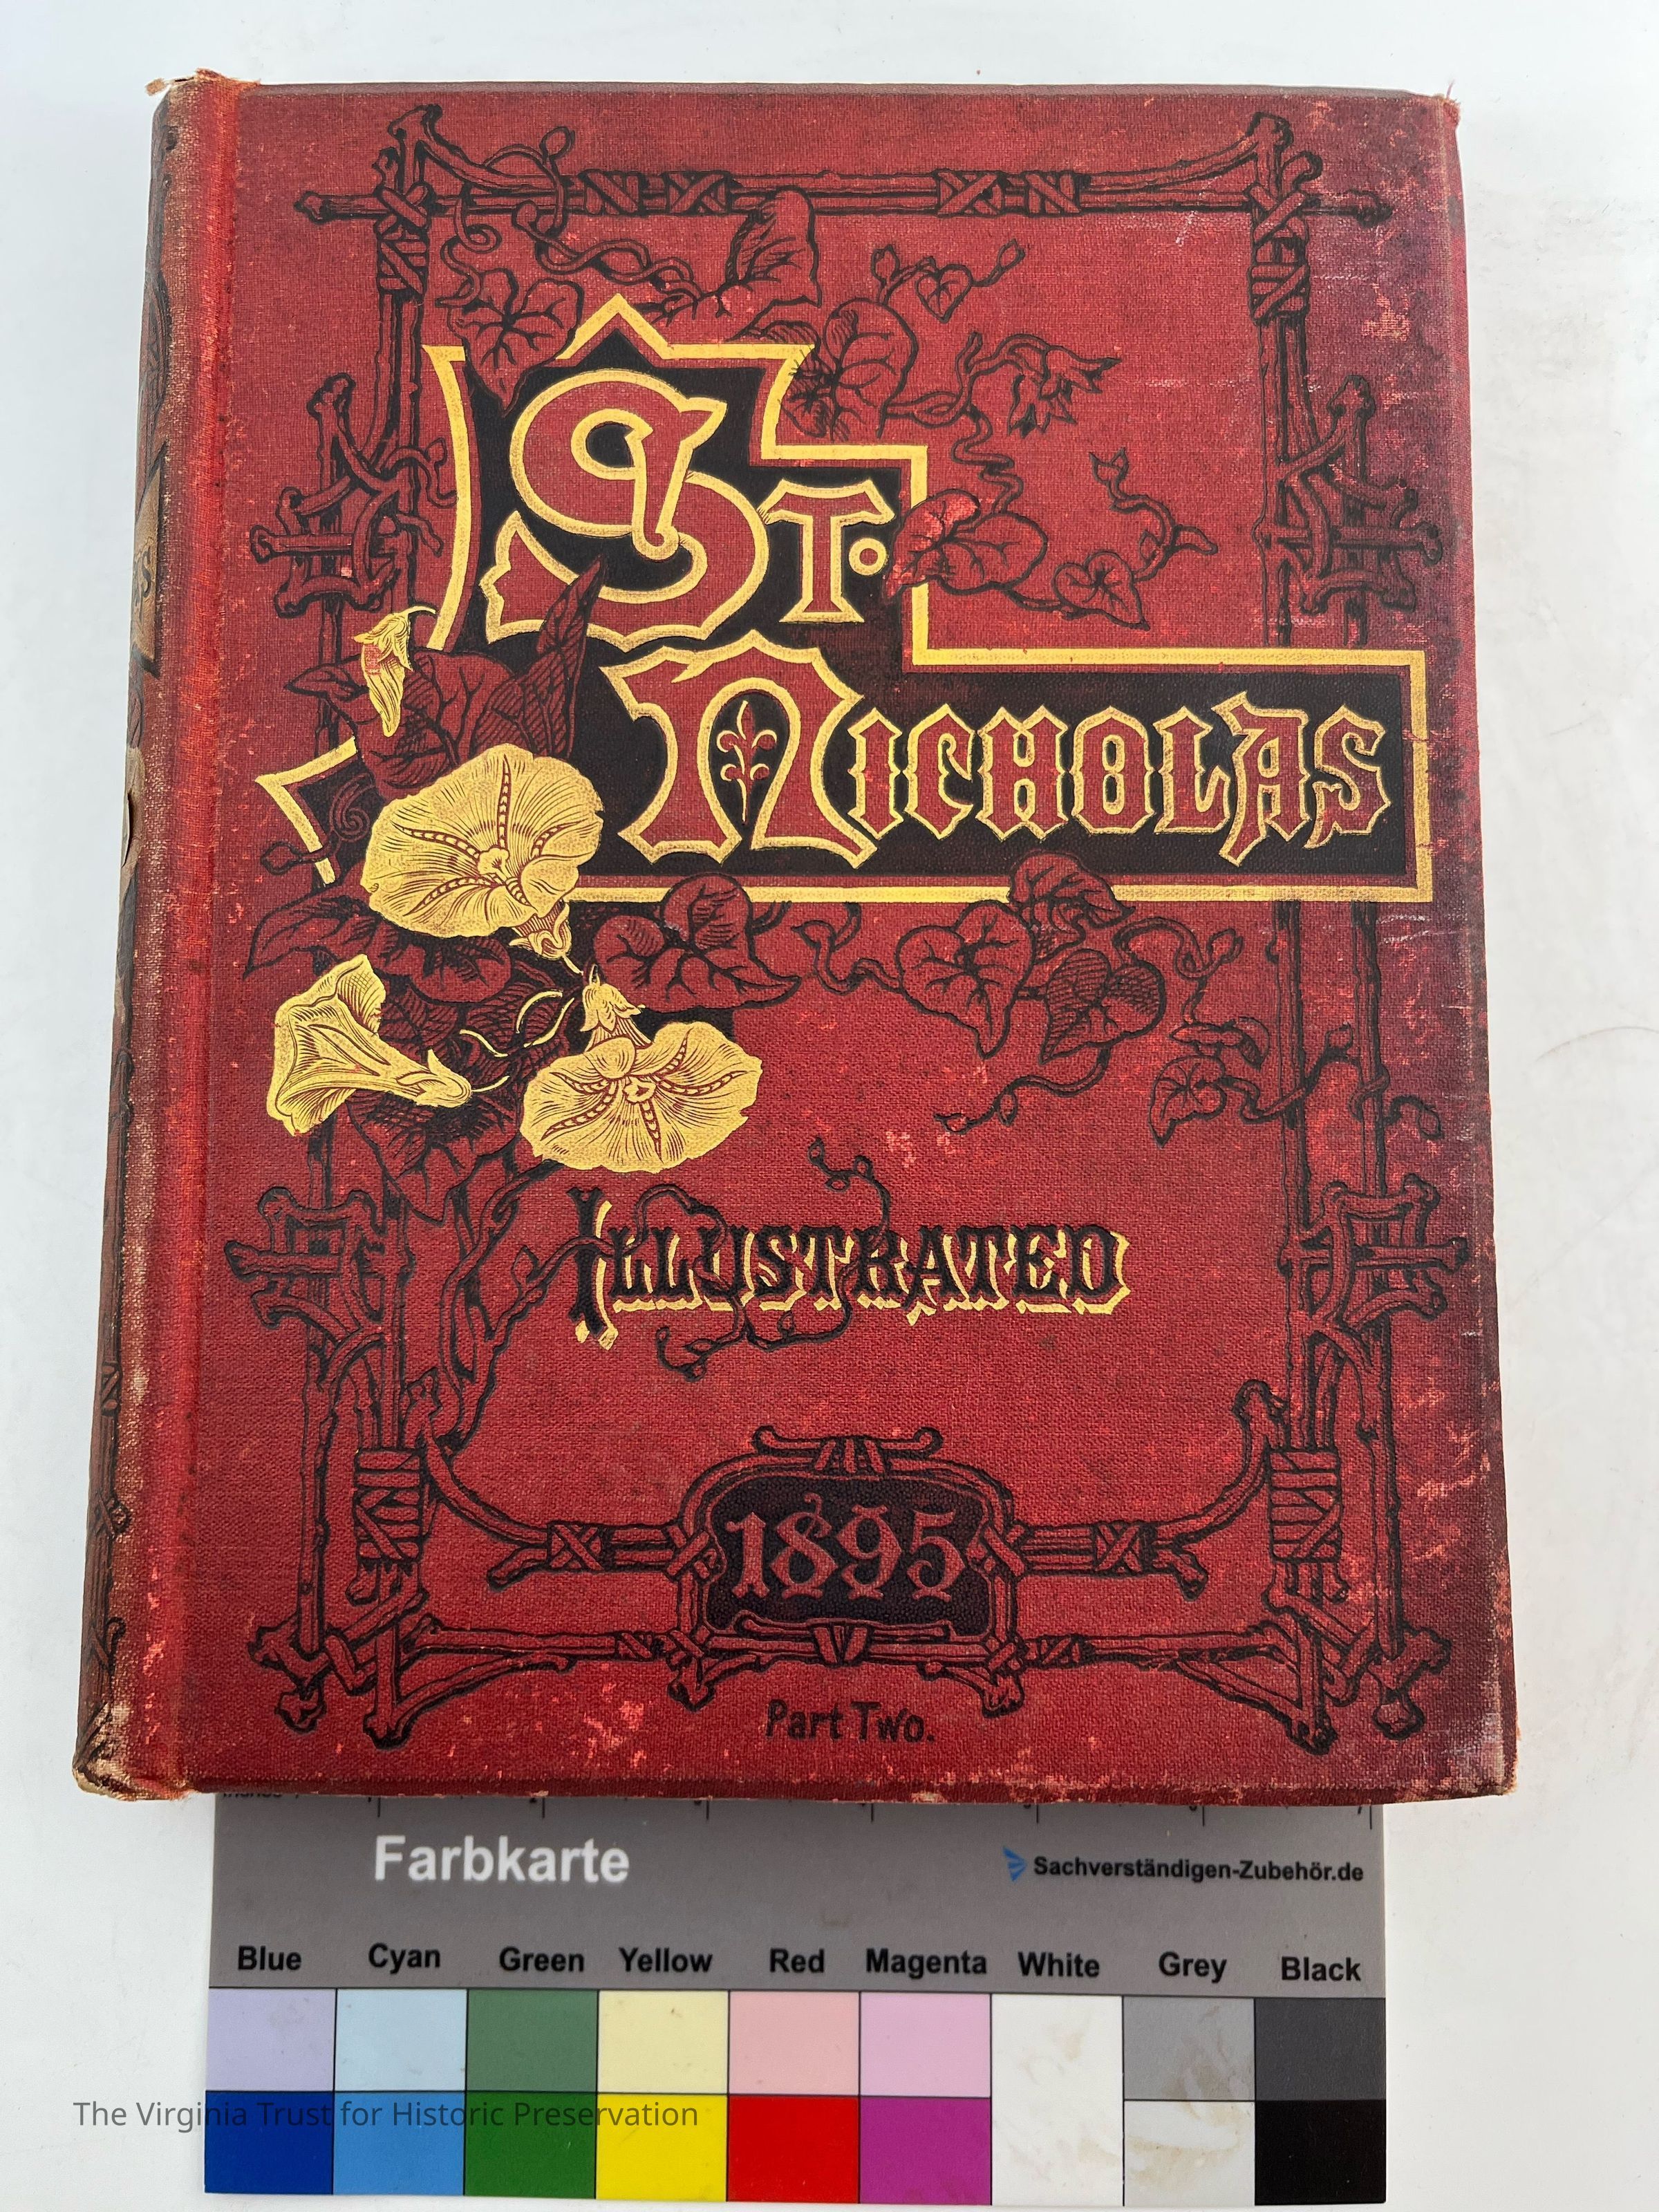 St.
Nicholas
Illustrated
1895
Part Two.
Farbkarte
Sachverständigen-Zubehör.de
Blue Cyan Green Yellow Red Magenta White Grey Black
The Virginia Trust for Historic Preservation